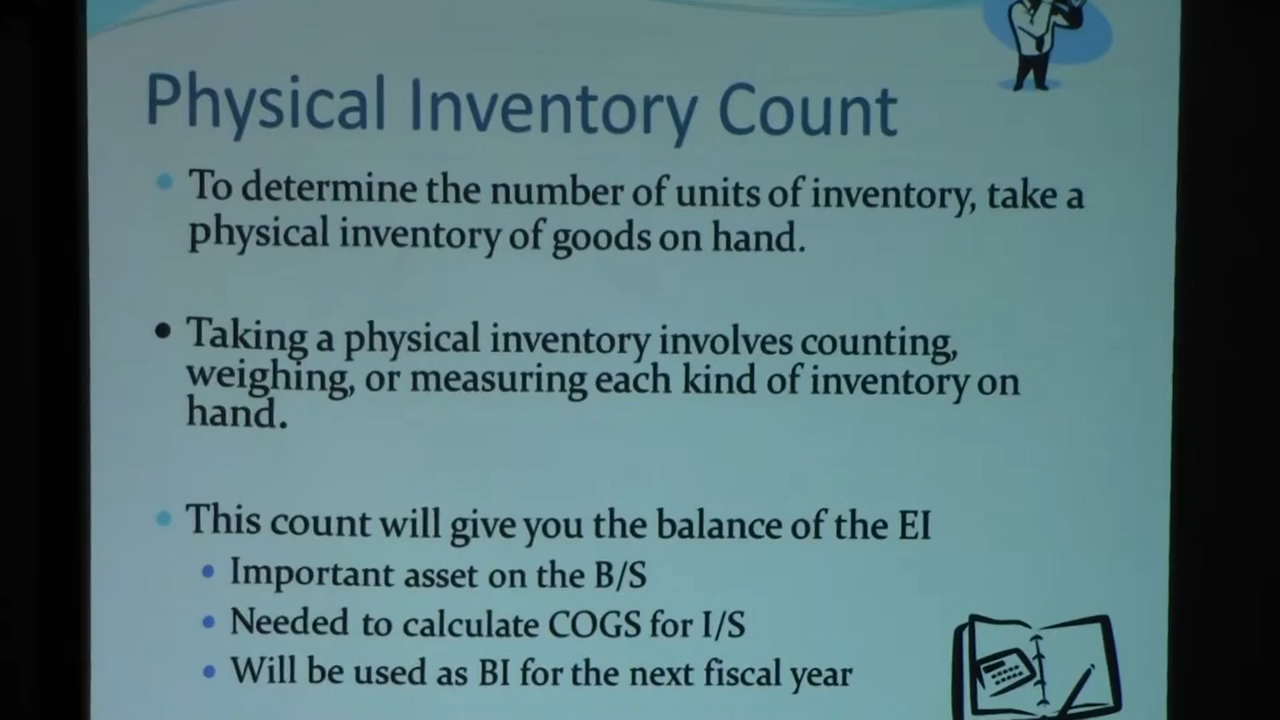 Physical Inventory Count
• To determine the number of units of inventory, take a
physical inventory of goods on hand.
• Taking a physical inventory involves counting,
weighing, or measuring each kind of inventory on
hand.
• This count will give you the balance of the EI
• Important asset on the B/S
• Needed to calculate COGS for I/S
• Will be used as BI for the next fiscal year